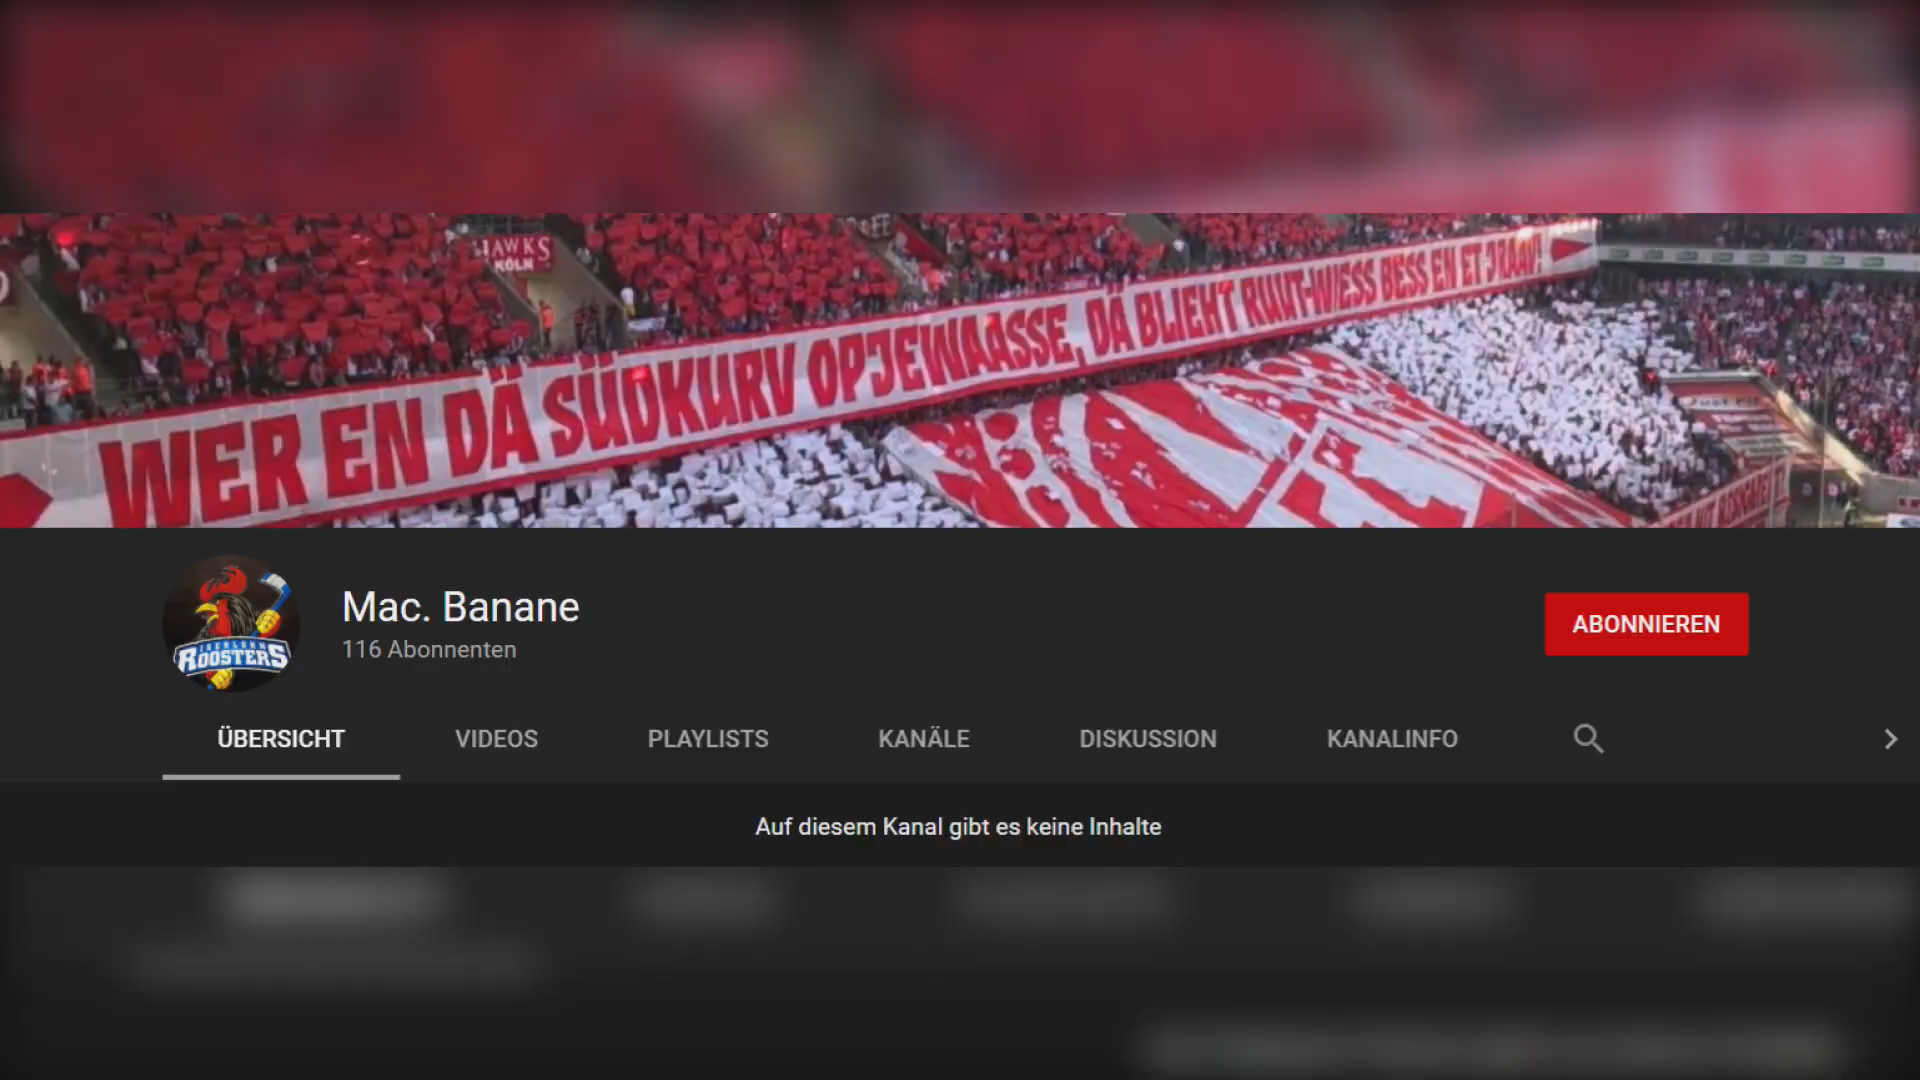 HAWKS
KÖLN
WER EN DÄ SÜDKURV OPJEWAASSE, DÄ BLIEHT RUUT-WIESS BESS EN ET JRAAV!
ISERLOHN
ROOSTERS
Mac. Banane
116 Abonnenten
ABONNIEREN
ÜBERSICHT VIDEOS PLAYLISTS KANÄLE DISKUSSION KANALINFO
Auf diesem Kanal gibt es keine Inhalte